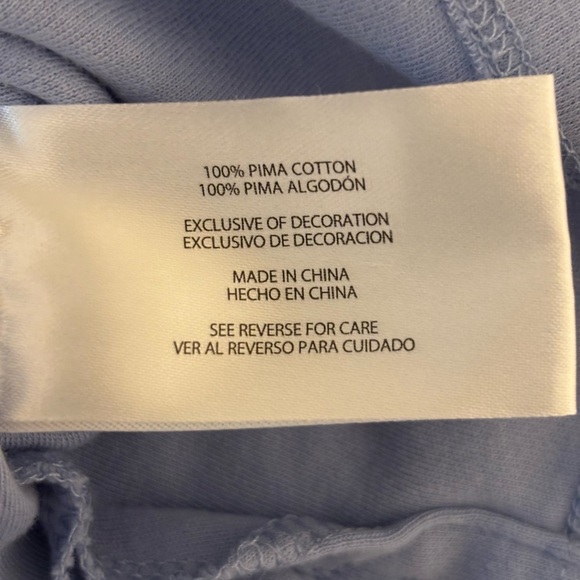 100% PIMA COTTON
100% PIMA ALGODÓN
EXCLUSIVE OF DECORATION
EXCLUSIVO DE DECORACION
MADE IN CHINA
HECHO EN CHINA
SEE REVERSE FOR CARE
VER AL REVERSO PARA CUIDADO